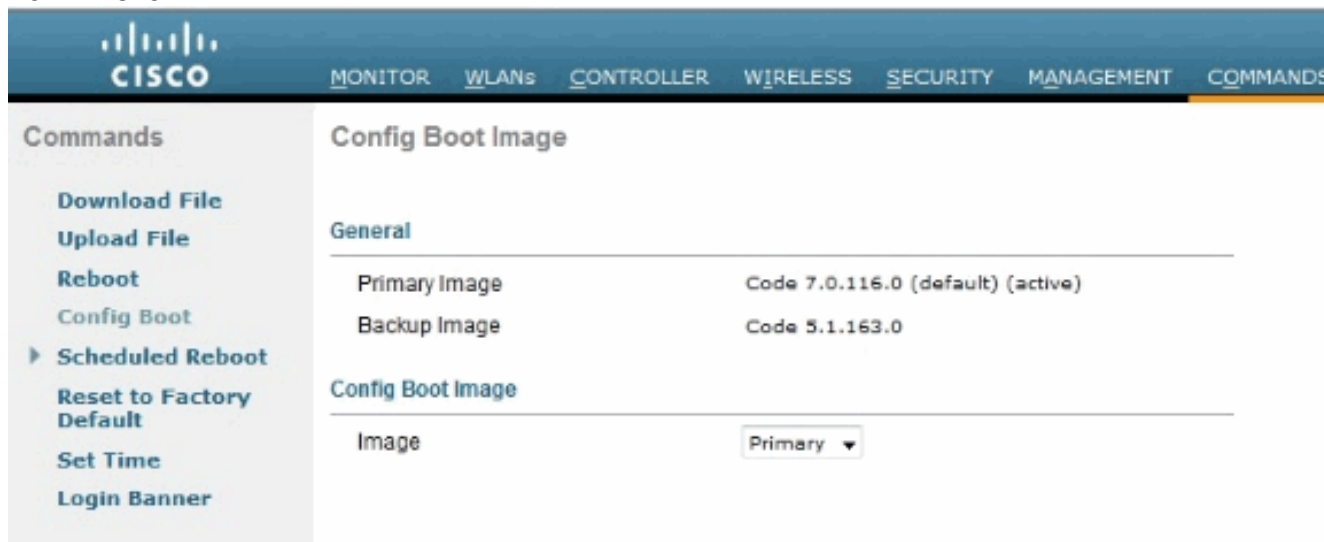 CISCO
MONITOR WLANs CONTROLLER WIRELESS SECURITY MANAGEMENT COMMANDS
Commands
Download File
Upload File
Reboot
Config Boot
Scheduled Reboot
Reset to Factory
Default
Set Time
Login Banner
Config Boot Image
General
Primary Image Code 7.0.116.0 (default) (active)
Backup Image Code 5.1.163.0
Config Boot Image
Image Primary